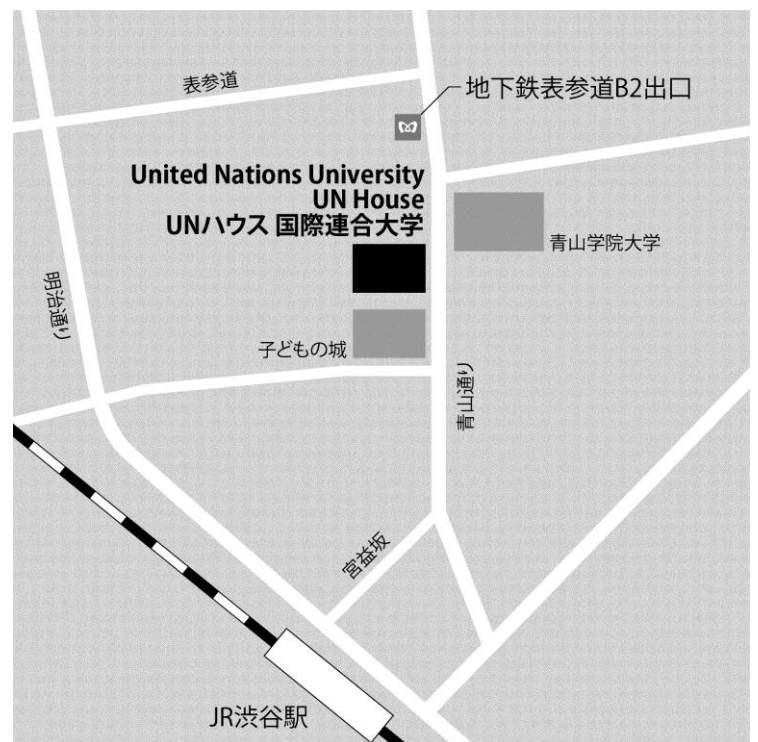 表参道
地下鉄表参道B2出口
United Nations University
UN House
UNハウス 国際連合大学
青山学院大学
明治通り
子どもの城
青山通り
宮益坂
JR渋谷駅